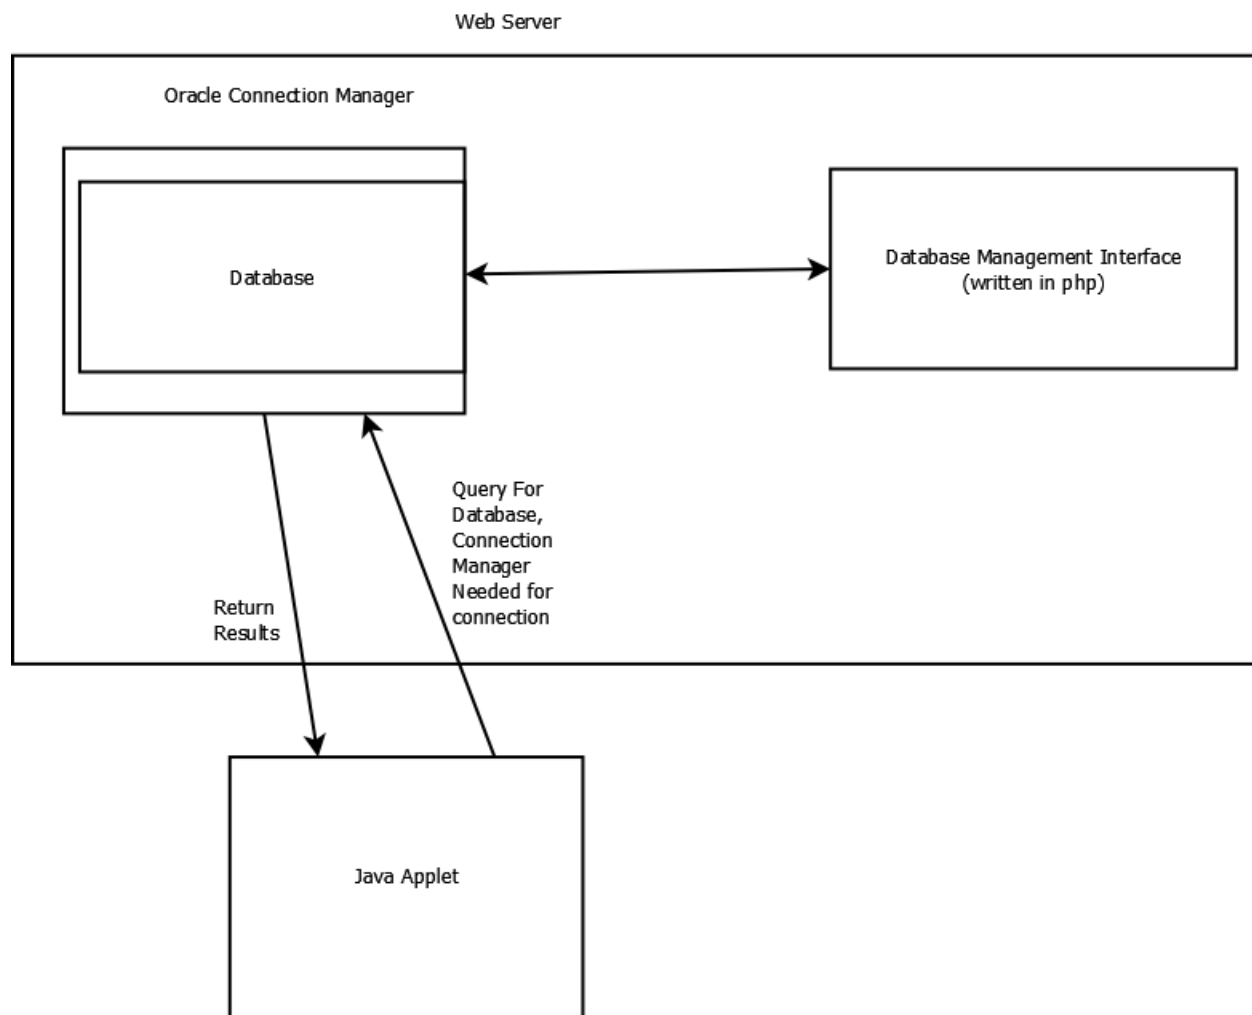 Web Server
Oracle Connection Manager
Database
Database Management Interface
(written in php)
Query For
Database,
Connection
Manager
Needed for
connection
Return
Results
Java Applet